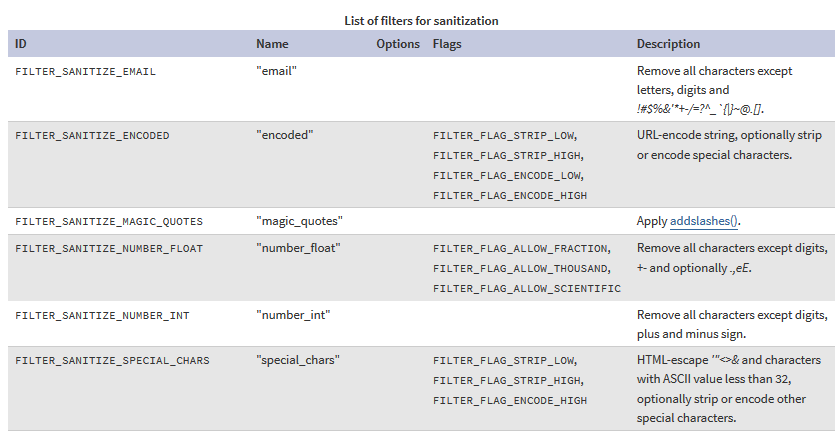 List of filters for sanitization
ID Name Options Flags Description
FILTER_SANITIZE_EMAIL "email" Remove all characters except
letters, digits and
!#$%&'*+-/=?^_`{|}~@.[].
FILTER_SANITIZE_ENCODED "encoded" FILTER_FLAG_STRIP_LOW, URL-encode string, optionally strip
FILTER_FLAG_STRIP_HIGH, or encode special characters.
FILTER_FLAG_ENCODE_LOW,
FILTER_FLAG_ENCODE_HIGH
FILTER_SANITIZE_MAGIC_QUOTES "magic_quotes" Apply addslashes().
FILTER_SANITIZE_NUMBER_FLOAT "number_float" FILTER_FLAG_ALLOW_FRACTION, Remove all characters except digits,
FILTER_FLAG_ALLOW_THOUSAND, +- and optionally .,eE.
FILTER_FLAG_ALLOW_SCIENTIFIC
FILTER_SANITIZE_NUMBER_INT "number_int" Remove all characters except digits,
plus and minus sign.
FILTER_SANITIZE_SPECIAL_CHARS "special_chars" FILTER_FLAG_STRIP_LOW, HTML-escape '"<>& and characters
FILTER_FLAG_STRIP_HIGH, with ASCII value less than 32,
FILTER_FLAG_ENCODE_HIGH optionally strip or encode other
special characters.